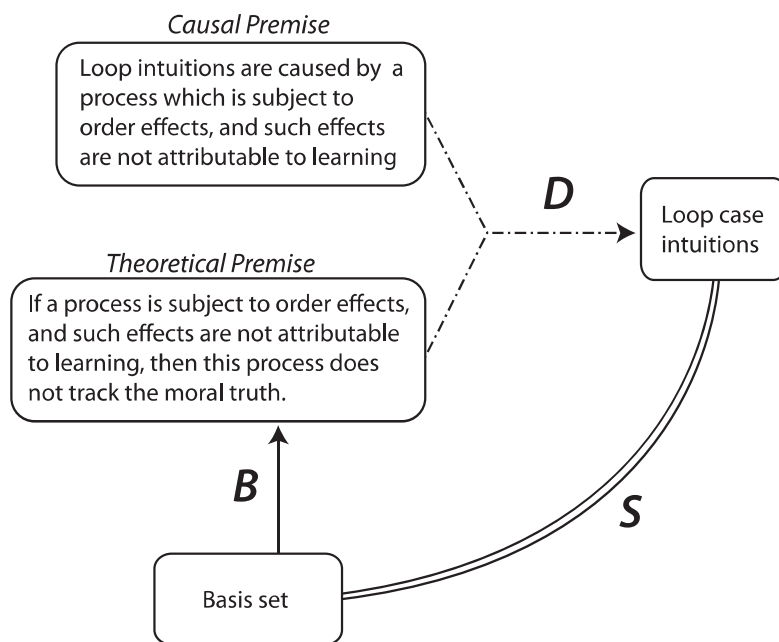 Causal Premise
Loop intuitions are caused by a
process which is subject to
order effects, and such effects
are not attributable to learning
D
Loop case
intuitions
Theoretical Premise
If a process is subject to order effects,
and such effects are not attributable
to learning, then this process does
not track the moral truth.
B
S
Basis set